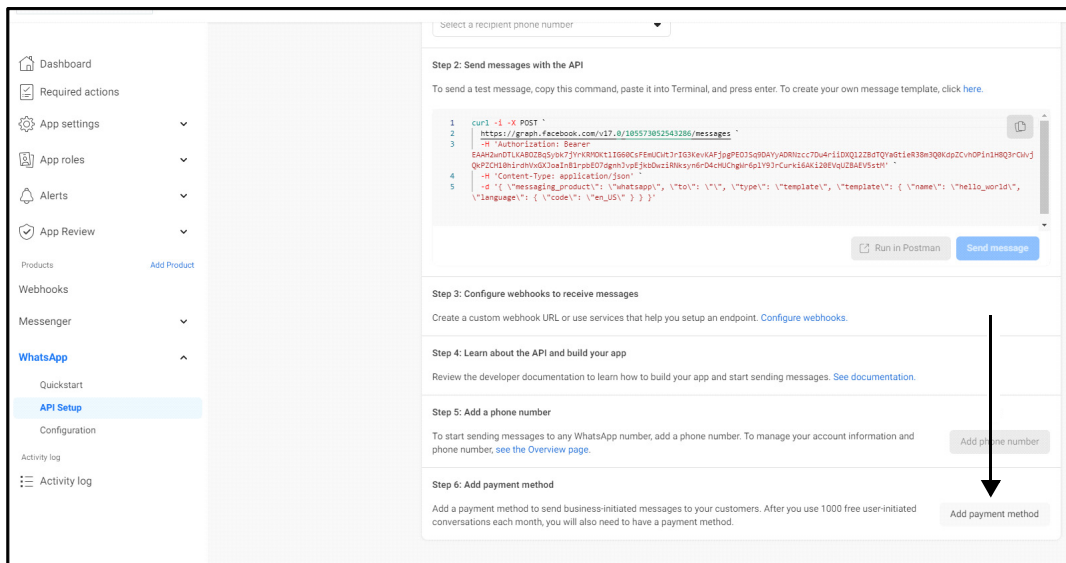 Select a recipient phone number
Dashboard
Required actions
App settings
App roles
Alerts
App Review
Products
Add Product
Webhooks
Messenger
WhatsApp
Quickstart
API Setup
Configuration
Activity log
Activity log
Step 2: Send messages with the API
To send a test message, copy this command, paste it into Terminal, and press enter. To create your own message template, click here.
1 curl -i -X POST `
2 https://graph.facebook.com/v17.0/105573052543286/messages `
3 -H 'Authorization: Bearer
4 -H 'Content-Type: application/json' `
5 -d '{ \"messaging_product\": \"whatsapp\", \"to\": \"\", \"type\": \"template\", \"template\": { \"name\": \"hello_world\",
\"language\": { \"code\": \"en_US\" } } }'
Run in Postman
Send message
Step 3: Configure webhooks to receive messages
Create a custom webhook URL or use services that help you setup an endpoint. Configure webhooks.
Step 4: Learn about the API and build your app
Review the developer documentation to learn how to build your app and start sending messages. See documentation.
Step 5: Add a phone number
To start sending messages to any WhatsApp number, add a phone number. To manage your account information and
phone number, see the Overview page.
Add phone number
Step 6: Add payment method
Add a payment method to send business-initiated messages to your customers. After you use 1000 free user-initiated
conversations each month, you will also need to have a payment method.
Add payment method